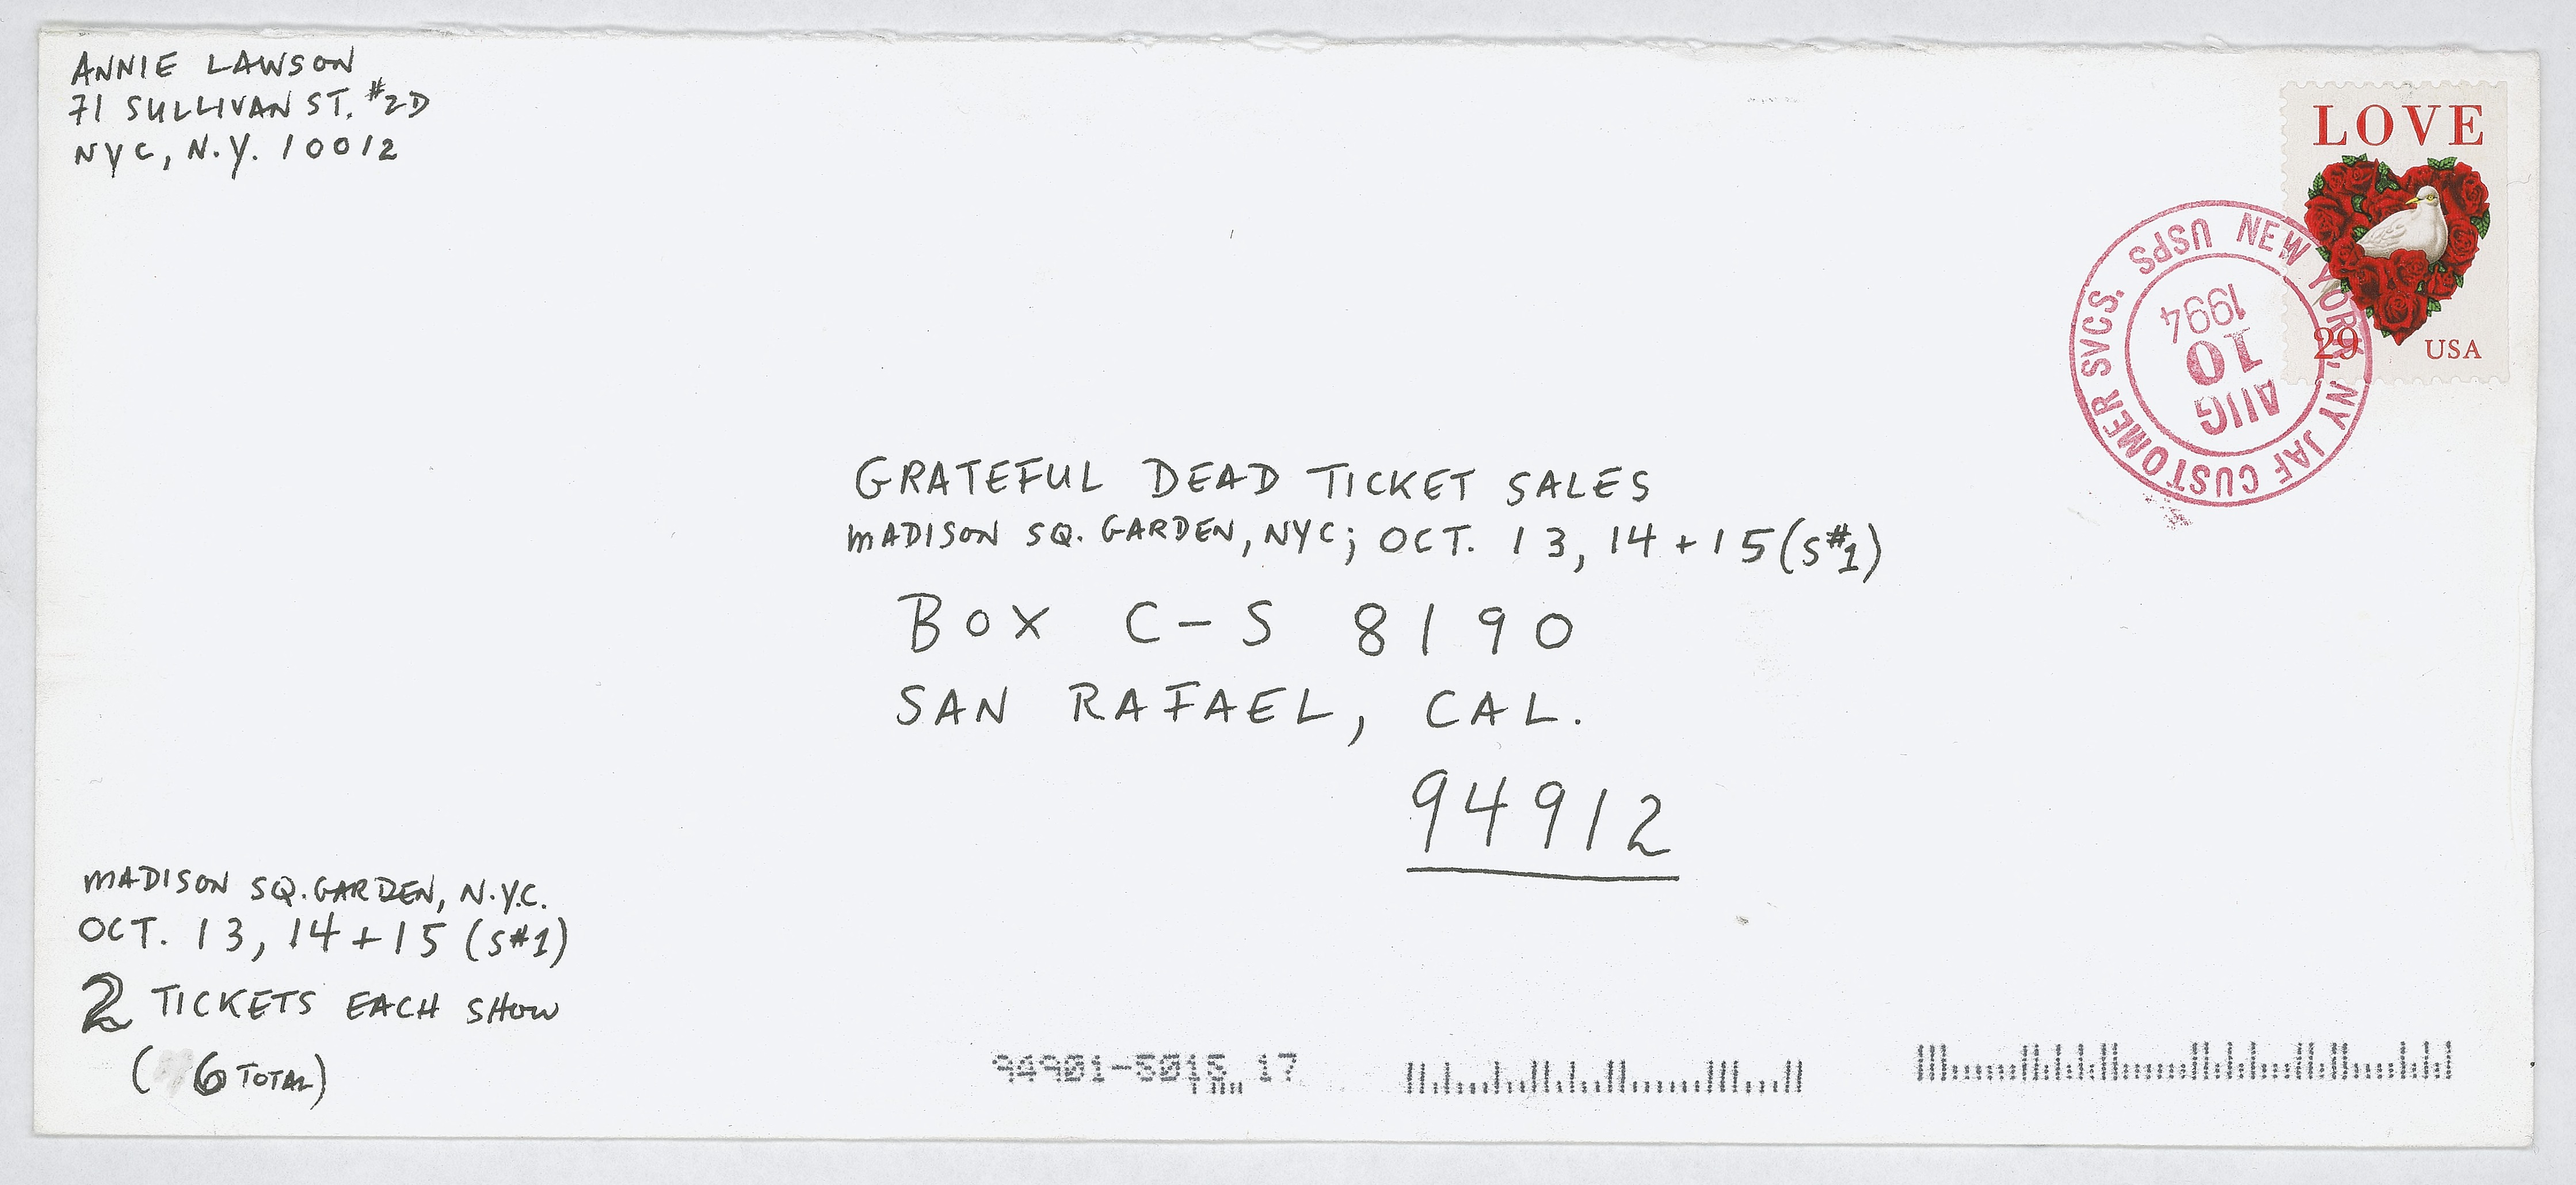 ANNIE LAWSON
71 SULLIVAN ST. #2D
NYC, N.Y. 10012
LOVE
29 USA
USPS NEW YORK, NY JAF CUSTOMER SVCS.
AUG
10
1994
GRATEFUL DEAD TICKET SALES
MADISON SQ. GARDEN, NYC; OCT. 13, 14 + 15 (S#1)
BOX C-S 8190
SAN RAFAEL, CAL.
94912
MADISON SQ. GARDEN, N.Y.C.
OCT. 13, 14 + 15 (S#1)
2 TICKETS EACH SHOW
(6 TOTAL)
94901-5015 17